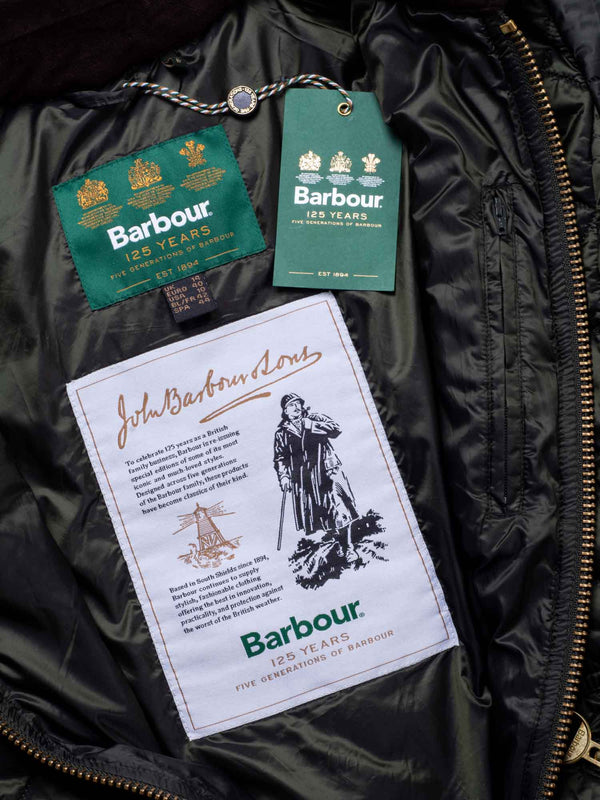 Barbour®
125 YEARS
FIVE GENERATIONS OF BARBOUR
EST 1894
UK 14
EURO 40
USA 10
BL/FR 42
SPA 44
Barbour®
125 YEARS
FIVE GENERATIONS OF BARBOUR
EST 1894
John Barbour & Sons
To celebrate 125 years as a British
family business, Barbour is re-issuing
special editions of some of its most
iconic and much-loved styles.
Designed across five generations
of the Barbour family, these products
have become classics of their kind.
Based in South Shields since 1894,
Barbour continues to supply
stylish, fashionable clothing
offering the best in innovation,
practicality, and protection against
the worst of the British weather.
Barbour®
125 YEARS
FIVE GENERATIONS OF BARBOUR